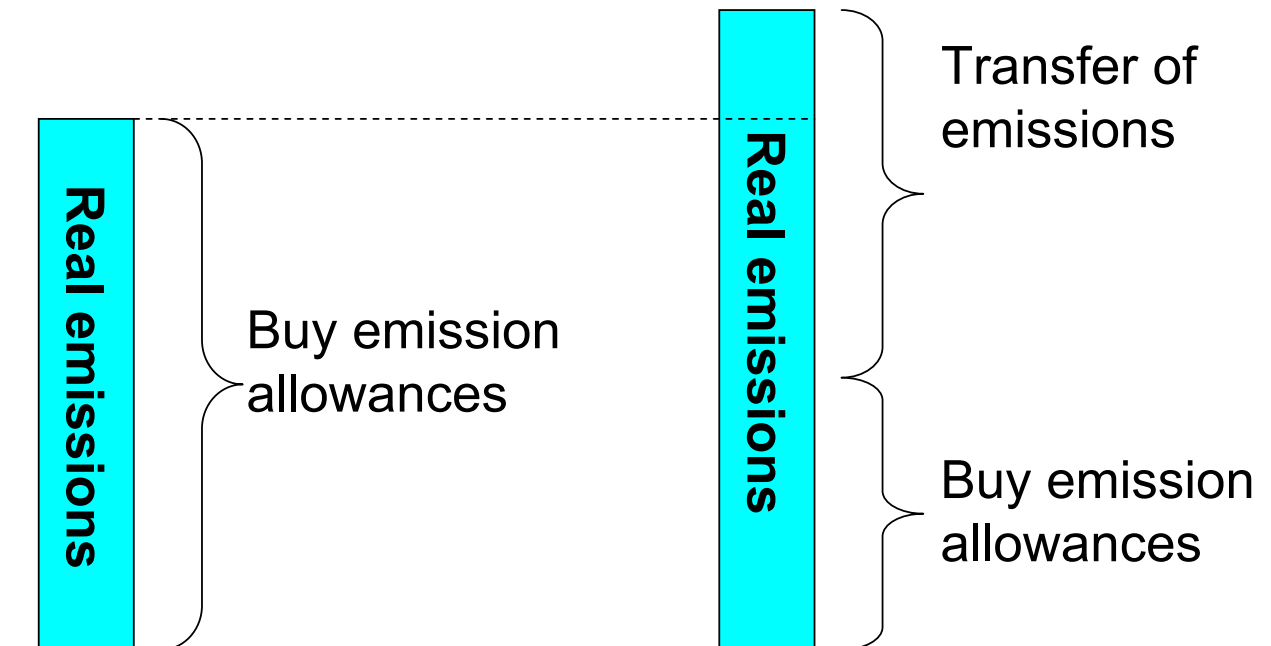 Real emissions
Buy emission
allowances
Real emissions
Transfer of
emissions
Buy emission
allowances